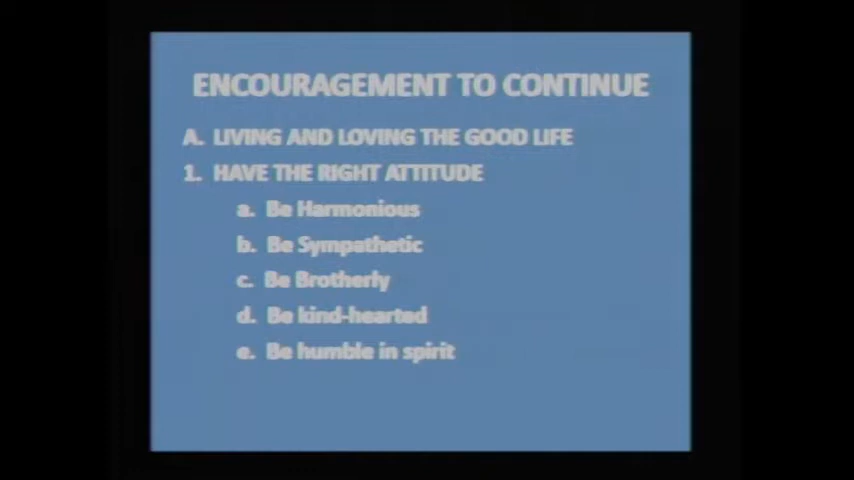 ENCOURAGEMENT TO CONTINUE
A. LIVING AND LOVING THE GOOD LIFE
1. HAVE THE RIGHT ATTITUDE
a. Be Harmonious
b. Be Sympathetic
c. Be Brotherly
d. Be kind-hearted
e. Be humble in spirit